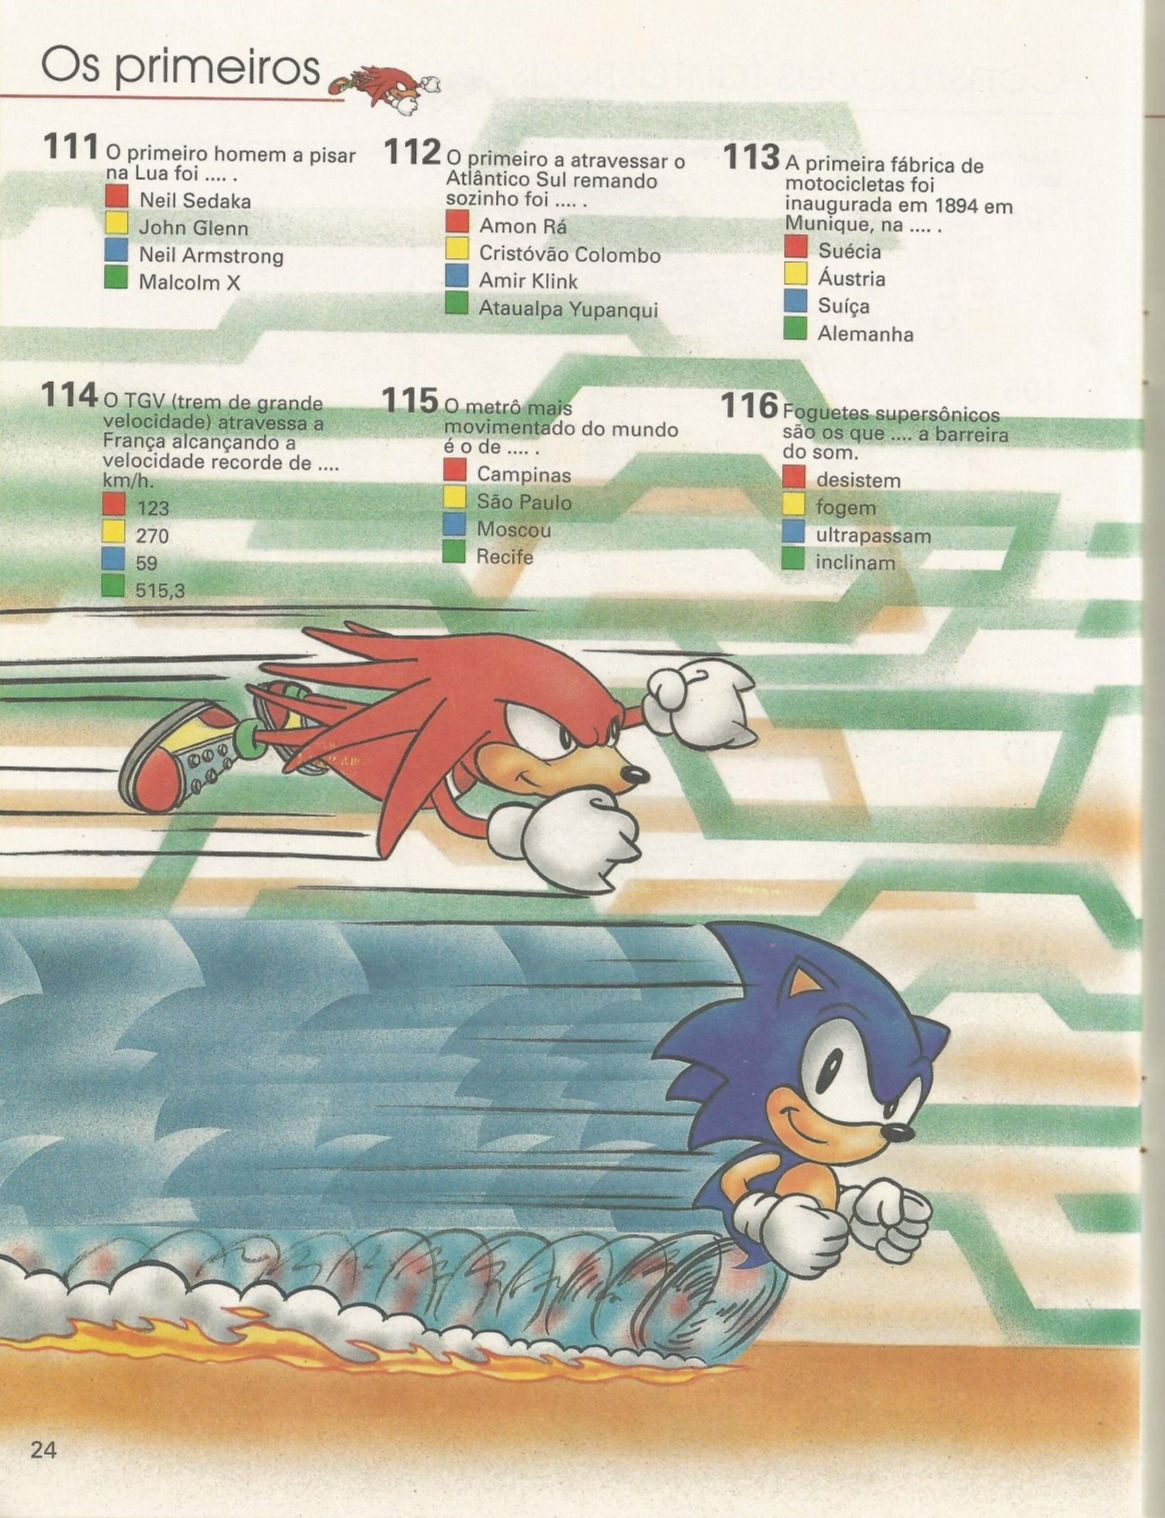 Os primeiros
111 O primeiro homem a pisar
na Lua foi .... .
Neil Sedaka
John Glenn
Neil Armstrong
Malcolm X
112 O primeiro a atravessar o
Atlântico Sul remando
sozinho foi .... .
Amon Rá
Cristóvão Colombo
Amir Klink
Ataualpa Yupanqui
113 A primeira fábrica de
motocicletas foi
inaugurada em 1894 em
Munique, na .... .
Suécia
Áustria
Suíça
Alemanha
114 O TGV (trem de grande
velocidade) atravessa a
França alcançando a
velocidade recorde de ....
km/h.
123
270
59
515,3
115 O metrô mais
movimentado do mundo
é o de .... .
Campinas
São Paulo
Moscou
Recife
116 Foguetes supersônicos
são os que .... a barreira
do som.
desistem
fogem
ultrapassam
inclinam
24